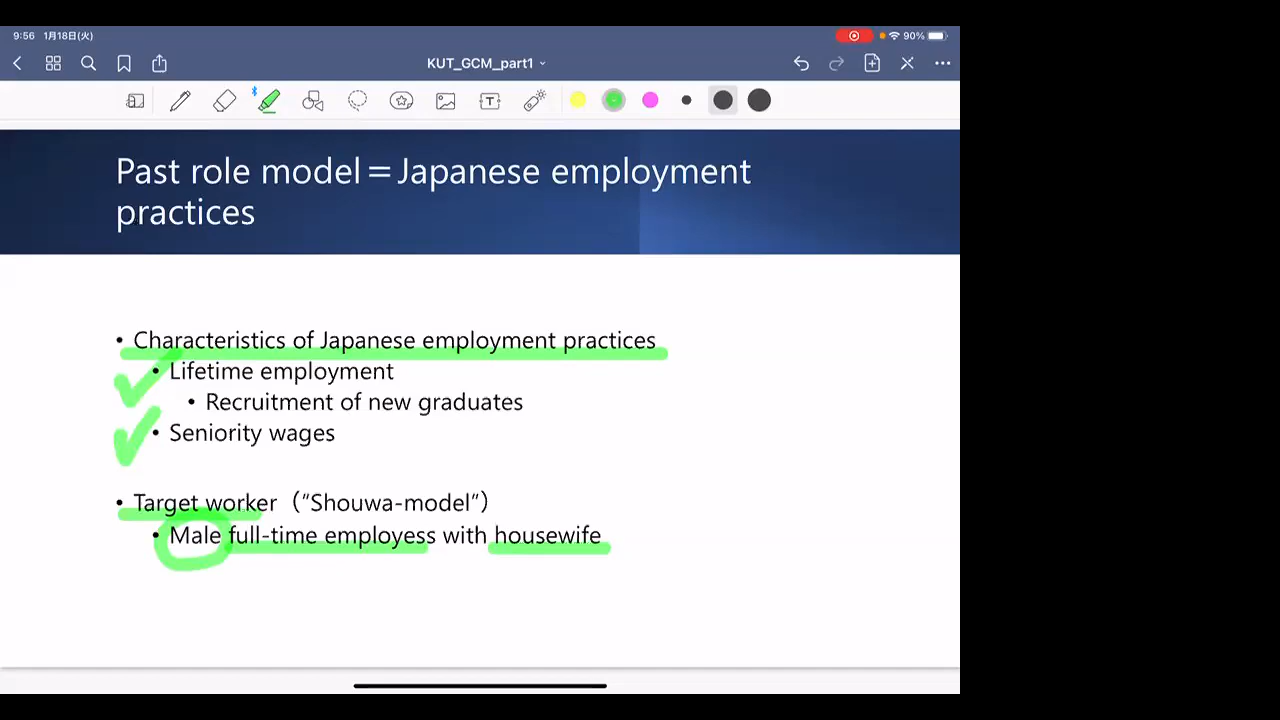 9:56 1月18日(火) 90%
KUT_GCM_part1
Past role model＝Japanese employment
practices
• Characteristics of Japanese employment practices
• Lifetime employment
• Recruitment of new graduates
• Seniority wages
• Target worker（"Shouwa-model"）
• Male full-time employess with housewife